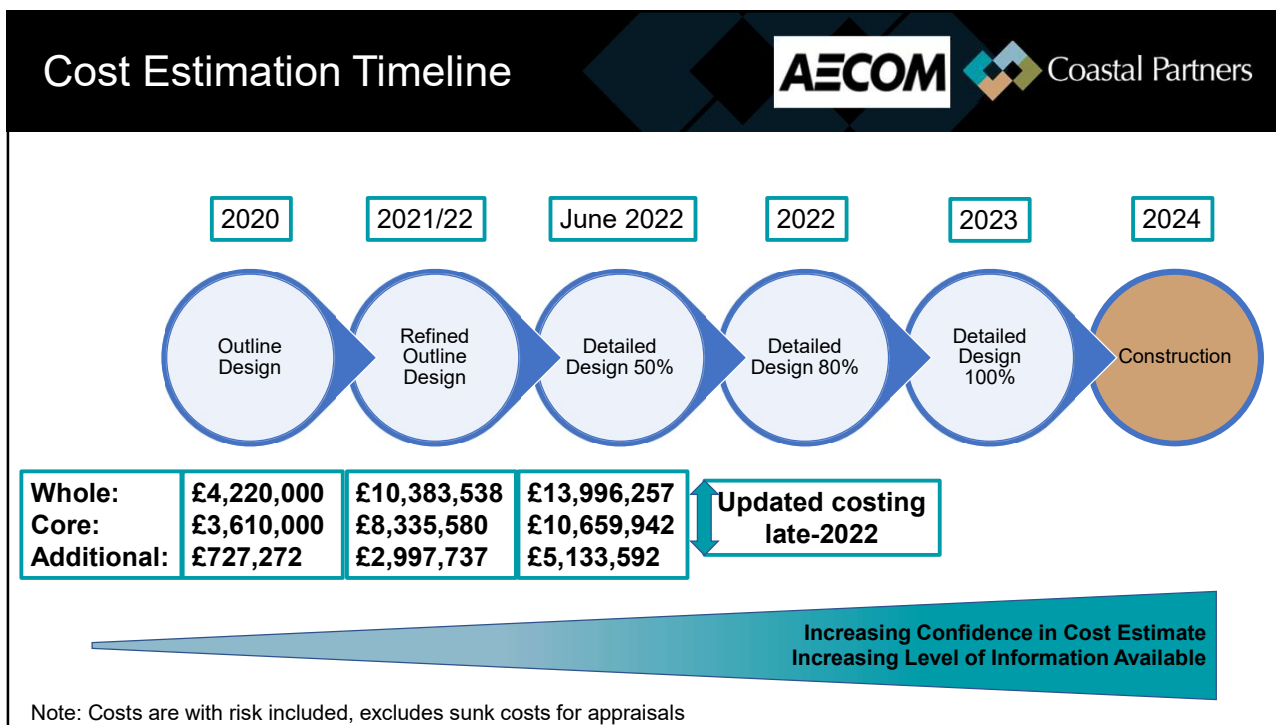 Cost Estimation Timeline
AECOM
Coastal Partners
2020
2021/22
June 2022
2022
2023
2024
Outline
Design
Refined
Outline
Design
Detailed
Design 50%
Detailed
Design 80%
Detailed
Design
100%
Construction
Whole: £4,220,000 £10,383,538 £13,996,257
Core: £3,610,000 £8,335,580 £10,659,942
Additional: £727,272 £2,997,737 £5,133,592
Updated costing
late-2022
Increasing Confidence in Cost Estimate
Increasing Level of Information Available
Note: Costs are with risk included, excludes sunk costs for appraisals